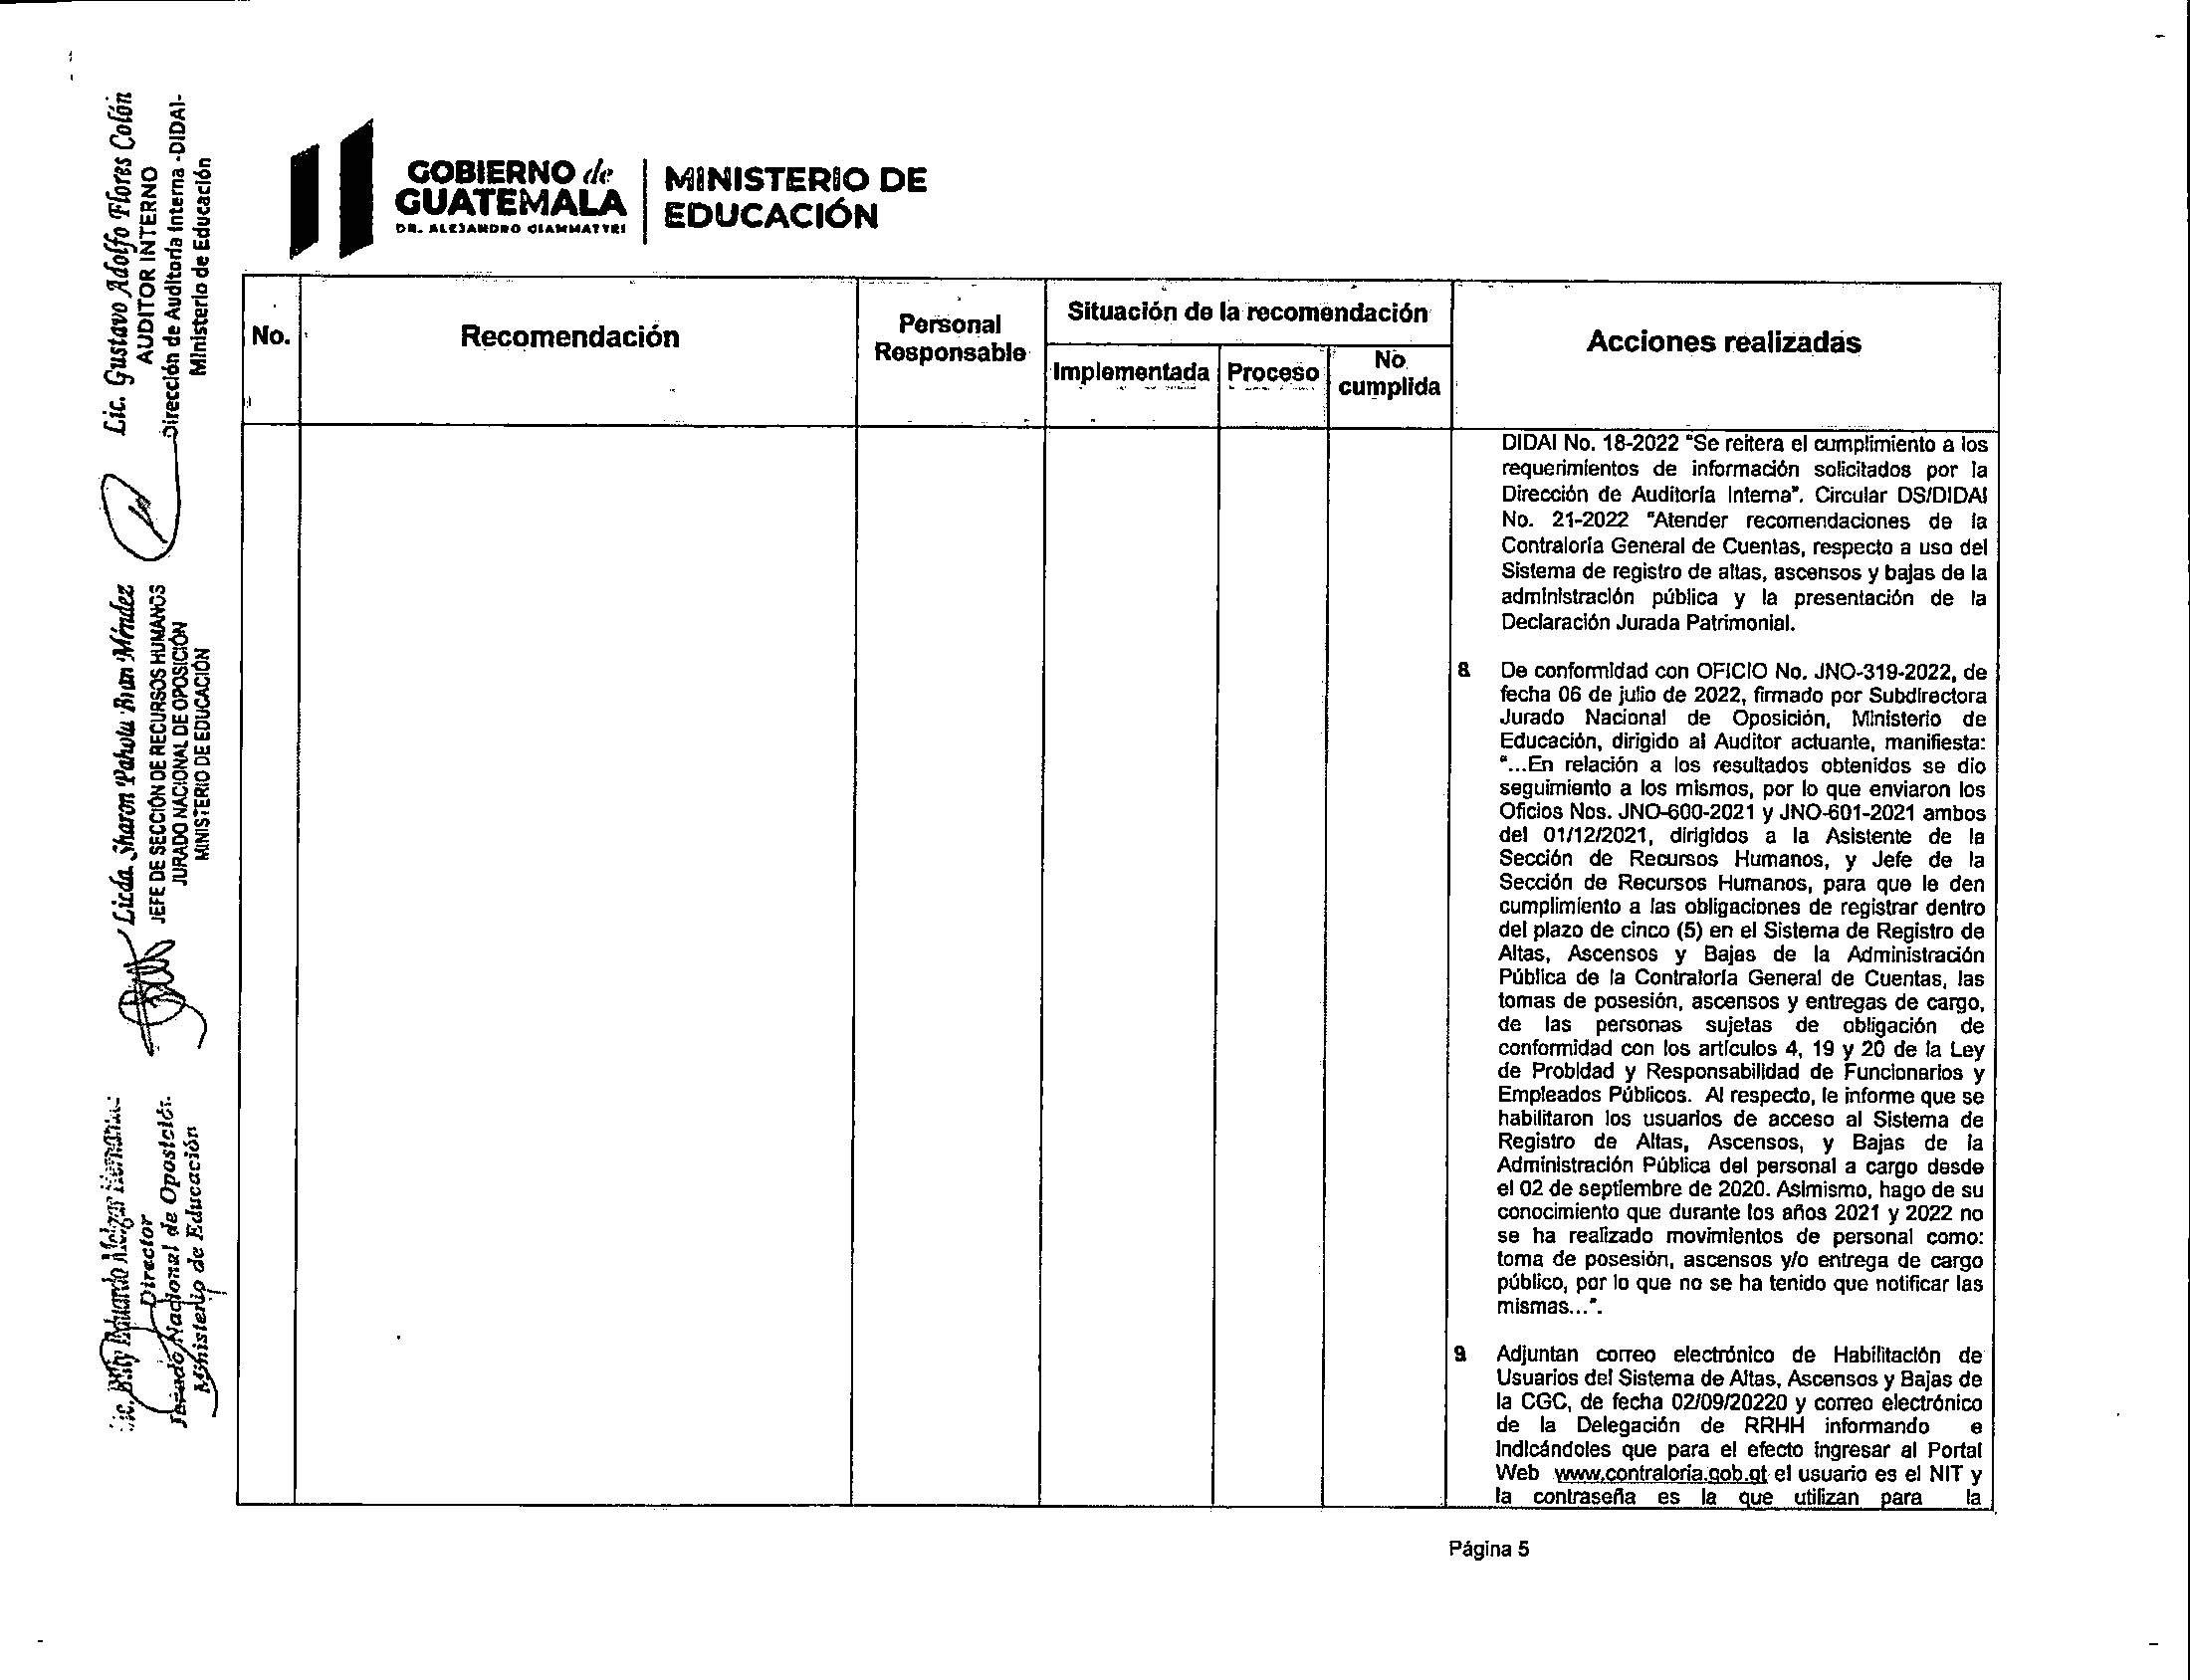 Lic. Gustavo Adolfo Flores Colón
AUDITOR INTERNO
Dirección de Auditoría Interna -DIDAI-
Ministerio de Educación
Licda. Sharon Paholu Bran Méndez
JEFE DE SECCIÓN DE RECURSOS HUMANOS
JURADO NACIONAL DE OPOSICIÓN
MINISTERIO DE EDUCACIÓN
Lic. Billy Eduardo Melgar
Director
Jurado Nacional de Oposición
Ministerio de Educación
GOBIERNO de
GUATEMALA
DR. ALEJANDRO GIAMMATTEI
MINISTERIO DE
EDUCACIÓN
No.
Recomendación
Personal
Responsable
Situación de la recomendación
Implementada
Proceso
No
cumplida
Acciones realizadas
DIDAI No. 18-2022 "Se reitera el cumplimiento a los
requerimientos de información solicitados por la
Dirección de Auditoría Interna". Circular DS/DIDAI
No. 21-2022 "Atender recomendaciones de la
Contraloría General de Cuentas, respecto a uso del
Sistema de registro de altas, ascensos y bajas de la
administración pública y la presentación de la
Declaración Jurada Patrimonial.
8. De conformidad con OFICIO No. JNO-319-2022, de
fecha 06 de julio de 2022, firmado por Subdirectora
Jurado Nacional de Oposición, Ministerio de
Educación, dirigido al Auditor actuante, manifiesta:
"...En relación a los resultados obtenidos se dio
seguimiento a los mismos, por lo que enviaron los
Oficios Nos. JNO-600-2021 y JNO-601-2021 ambos
del 01/12/2021, dirigidos a la Asistente de la
Sección de Recursos Humanos, y Jefe de la
Sección de Recursos Humanos, para que le den
cumplimiento a las obligaciones de registrar dentro
del plazo de cinco (5) en el Sistema de Registro de
Altas, Ascensos y Bajas de la Administración
Pública de la Contraloría General de Cuentas, las
tomas de posesión, ascensos y entregas de cargo,
de las personas sujetas de obligación de
conformidad con los artículos 4, 19 y 20 de la Ley
de Probidad y Responsabilidad de Funcionarios y
Empleados Públicos. Al respecto, le informe que se
habilitaron los usuarios de acceso al Sistema de
Registro de Altas, Ascensos, y Bajas de la
Administración Pública del personal a cargo desde
el 02 de septiembre de 2020. Asimismo, hago de su
conocimiento que durante los años 2021 y 2022 no
se ha realizado movimientos de personal como:
toma de posesión, ascensos y/o entrega de cargo
público, por lo que no se ha tenido que notificar las
mismas...".
9. Adjuntan correo electrónico de Habilitación de
Usuarios del Sistema de Altas, Ascensos y Bajas de
la CGC, de fecha 02/09/20220 y correo electrónico
de la Delegación de RRHH informando e
indicándoles que para el efecto ingresar al Portal
Web www.contraloria.gob.gt el usuario es el NIT y
la contraseña es la que utilizan para la
Página 5